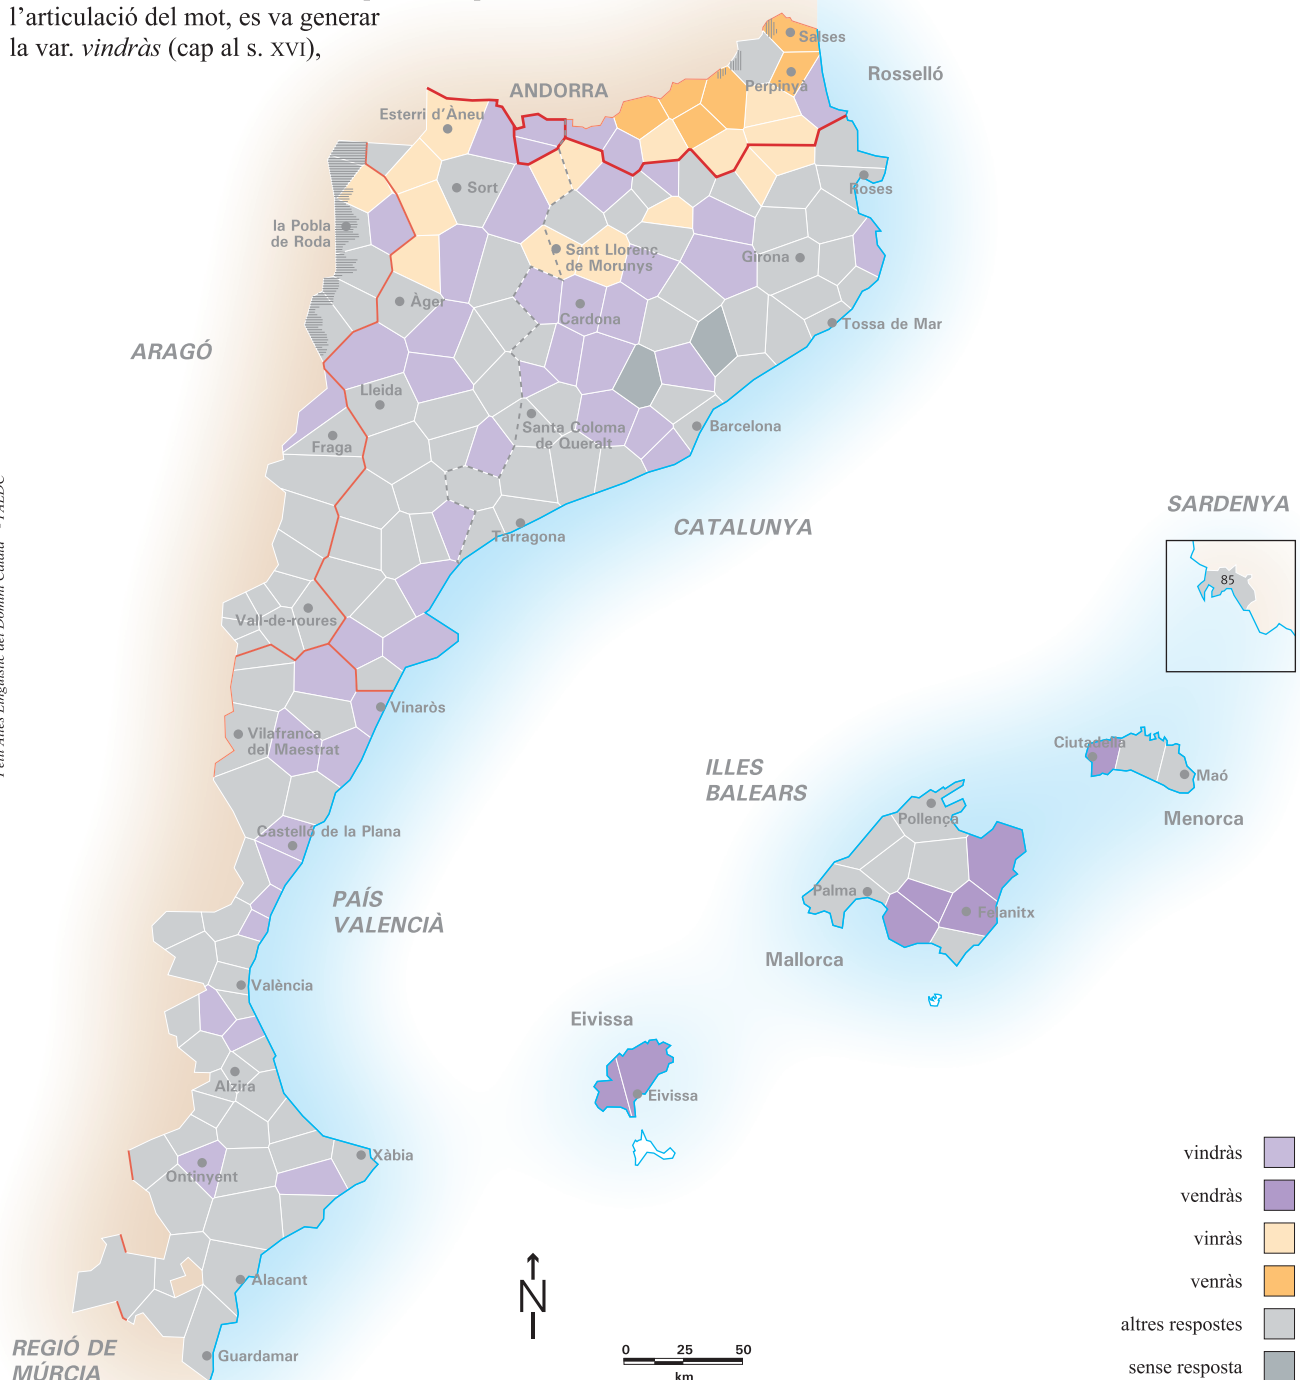 l’articulació del mot, es va generar
la var. vindràs (cap al s. XVI),
Salses
Rosselló
Perpinyà
ANDORRA
Esterri d’Àneu
Sort
Roses
la Pobla
de Roda
Sant Llorenç
de Morunys
Girona
Àger
Cardona
Tossa de Mar
ARAGÓ
Lleida
Fraga
Santa Coloma
de Queralt
Barcelona
Tarragona
CATALUNYA
SARDENYA
85
Vall-de-roures
Vinaròs
Vilafranca
del Maestrat
ILLES
BALEARS
Ciutadella
Maó
Menorca
Pollença
Castelló de la Plana
Palma
Felanitx
PAÍS
VALENCIÀ
Mallorca
València
Eivissa
Alzira
Eivissa
Xàbia
Ontinyent
Alacant
Guardamar
REGIÓ DE
MÚRCIA
N
0 25 50
km
vindràs
vendràs
vinràs
venràs
altres respostes
sense resposta